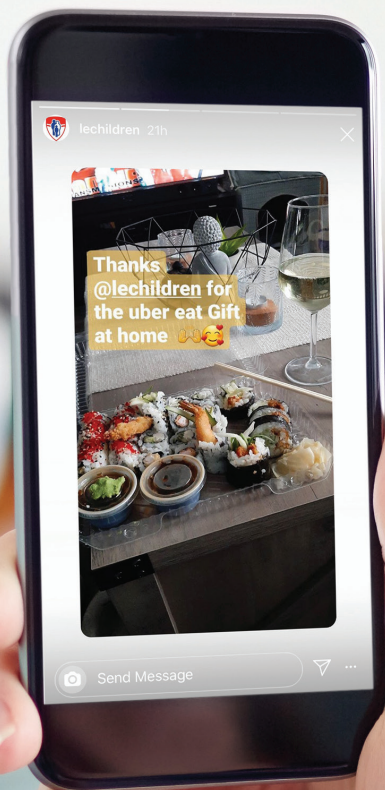 lechildren 21h
Thanks
@lechildren for
the uber eat Gift
at home 🙌🥰
Send Message